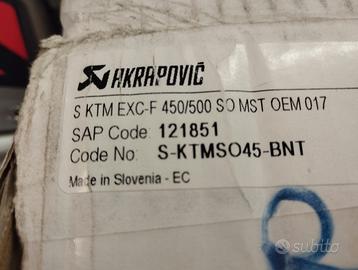 AKRAPOVIČ
S KTM EXC-F 450/500 SO MST OEM 017
SAP Code: 121851
Code No: S-KTMSO45-BNT
Made in Slovenia - EC
subito